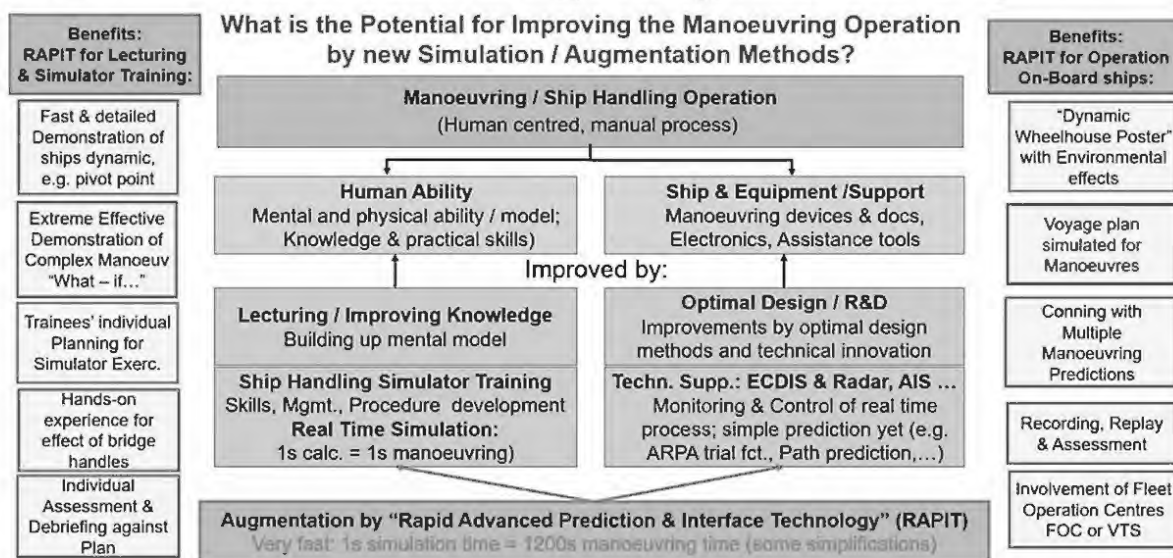 What is the Potential for Improving the Manoeuvring Operation
by new Simulation / Augmentation Methods?
Benefits:
RAPIT for Lecturing
& Simulator Training:
Fast & detailed
Demonstration of
ships dynamic,
e.g. pivot point
Extreme Effective
Demonstration of
Complex Manoeuv
"What – if…"
Trainees' individual
Planning for
Simulator Exerc.
Hands-on
experience for
effect of bridge
handles
Individual
Assessment &
Debriefing against
Plan
Manoeuvring / Ship Handling Operation
(Human centred, manual process)
Human Ability
Mental and physical ability / model;
Knowledge & practical skills)
Ship & Equipment /Support
Manoeuvring devices & docs,
Electronics, Assistance tools
Improved by:
Lecturing / Improving Knowledge
Building up mental model
Optimal Design / R&D
Improvements by optimal design
methods and technical innovation
Ship Handling Simulator Training
Skills, Mgmt., Procedure development
Real Time Simulation:
1s calc. = 1s manoeuvring)
Techn. Supp.: ECDIS & Radar, AIS …
Monitoring & Control of real time
process; simple prediction yet (e.g.
ARPA trial fct., Path prediction,…)
Augmentation by "Rapid Advanced Prediction & Interface Technology" (RAPIT)
Very fast: 1s simulation time = 1200s manoeuvring time (some simplifications)
Benefits:
RAPIT for Operation
On-Board ships:
"Dynamic
Wheelhouse Poster"
with Environmental
effects
Voyage plan
simulated for
Manoeuvres
Conning with
Multiple
Manoeuvring
Predictions
Recording, Replay
& Assessment
Involvement of Fleet
Operation Centres
FOC or VTS